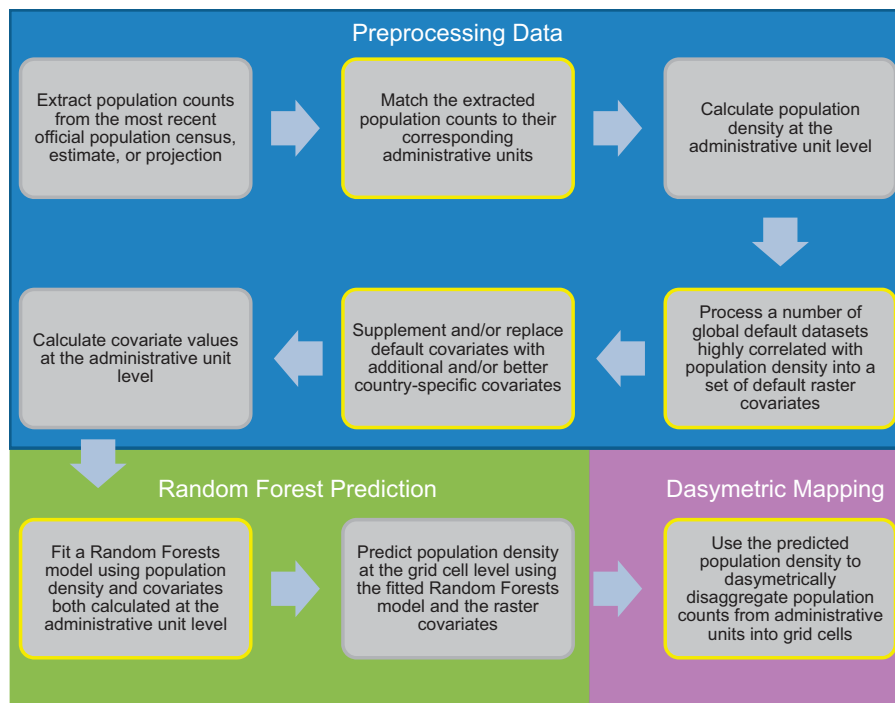 Preprocessing Data
Extract population counts
from the most recent
official population census,
estimate, or projection
Match the extracted
population counts to their
corresponding
administrative units
Calculate population
density at the
administrative unit level
Process a number of
global default datasets
highly correlated with
population density into a
set of default raster
covariates
Supplement and/or replace
default covariates with
additional and/or better
country-specific covariates
Calculate covariate values
at the administrative unit
level
Random Forest Prediction
Fit a Random Forests
model using population
density and covariates
both calculated at the
administrative unit level
Predict population density
at the grid cell level using
the fitted Random Forests
model and the raster
covariates
Dasymetric Mapping
Use the predicted
population density to
dasymetrically
disaggregate population
counts from administrative
units into grid cells